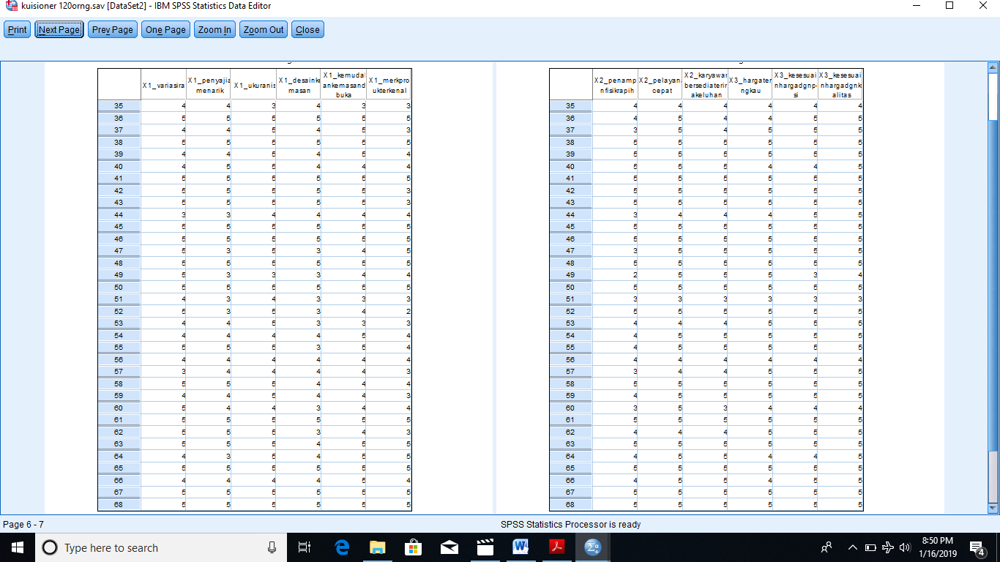 kuisioner 120orng.sav [DataSet2] - IBM SPSS Statistics Data Editor
Print Next Page Prev Page One Page Zoom In Zoom Out Close
X1_variasira X1_penyajia menarik X1_ukuranis X1_desainke masan X1_kemudal ankemasand buka X1_merkpro ukterkenal
35 4 4 3 4 3 3
36 5 5 5 5 5 5
37 4 4 5 4 5 3
38 5 5 5 5 5 5
39 4 4 5 4 5 4
40 4 5 5 4 4 4
41 5 5 5 5 5 5
42 5 5 5 5 5 3
43 5 5 5 5 5 3
44 3 3 4 4 4 4
45 5 5 5 5 5 5
46 5 5 5 5 5 5
47 5 3 5 3 4 5
48 5 5 5 5 5 5
49 5 3 3 3 4 4
50 5 5 5 5 5 5
51 4 3 4 3 3 3
52 5 3 5 3 4 2
53 4 4 5 3 3 3
54 4 4 4 4 5 4
55 5 5 5 3 5 4
56 4 4 4 4 4 4
57 3 4 4 4 4 3
58 5 5 5 4 4 4
59 4 4 5 4 4 3
60 5 4 4 3 4 4
61 5 5 5 5 5 5
62 5 5 5 3 4 3
63 5 5 5 4 5 5
64 4 3 5 4 5 5
65 5 5 5 5 5 5
66 4 4 4 4 5 4
67 5 5 5 5 5 5
68 5 5 5 5 5 5
X2_penamp nfisikrapih X2_pelayan cepat X2_karyawar bersediaterin akeluhan X3_hargater ngkau X3_kesesuai nhargadgnp si X3_kesesuai nhargadgnk alitas
35 4 4 4 4 4 4
36 4 5 4 4 5 5
37 3 5 4 5 5 5
38 5 5 5 5 5 5
39 5 5 5 5 5 5
40 5 5 5 4 4 5
41 5 5 5 5 5 5
42 5 5 5 5 5 5
43 5 5 5 5 5 5
44 3 4 4 4 5 5
45 5 5 5 5 5 5
46 5 5 5 5 5 5
47 3 5 5 5 5 5
48 5 5 5 5 5 5
49 2 5 5 5 3 4
50 5 5 5 5 5 5
51 3 3 3 3 3 3
52 5 5 5 5 5 5
53 4 4 4 5 5 5
54 4 5 5 5 5 5
55 4 5 5 5 5 5
56 4 4 4 4 4 4
57 3 4 4 5 5 5
58 5 5 5 5 5 5
59 4 5 5 5 5 5
60 3 5 3 4 4 4
61 5 5 5 5 5 5
62 4 4 4 5 5 5
63 5 5 5 5 5 5
64 4 5 5 4 4 5
65 5 5 5 5 5 5
66 4 5 5 4 5 5
67 5 5 5 5 5 5
68 5 5 5 5 5 5
Page 6 - 7
SPSS Statistics Processor is ready
Type here to search
8:50 PM
1/16/2019
4